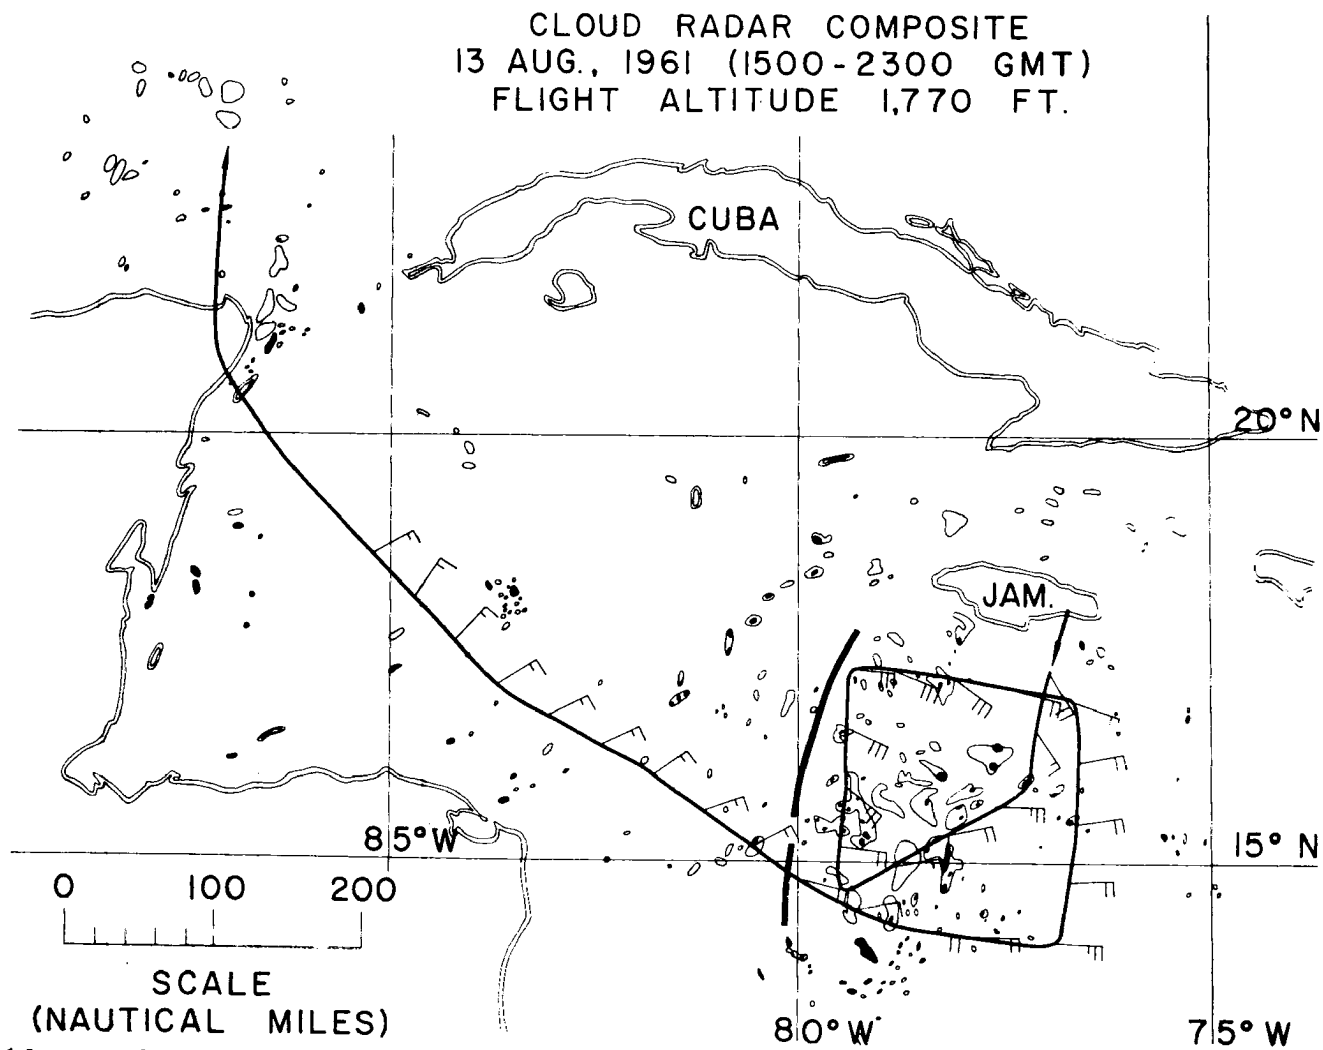 CLOUD RADAR COMPOSITE
13 AUG., 1961 (1500-2300 GMT)
FLIGHT ALTITUDE 1,770 FT.
CUBA
20° N
JAM.
85° W
15° N
0 100 200
SCALE
(NAUTICAL MILES)
80° W
75° W